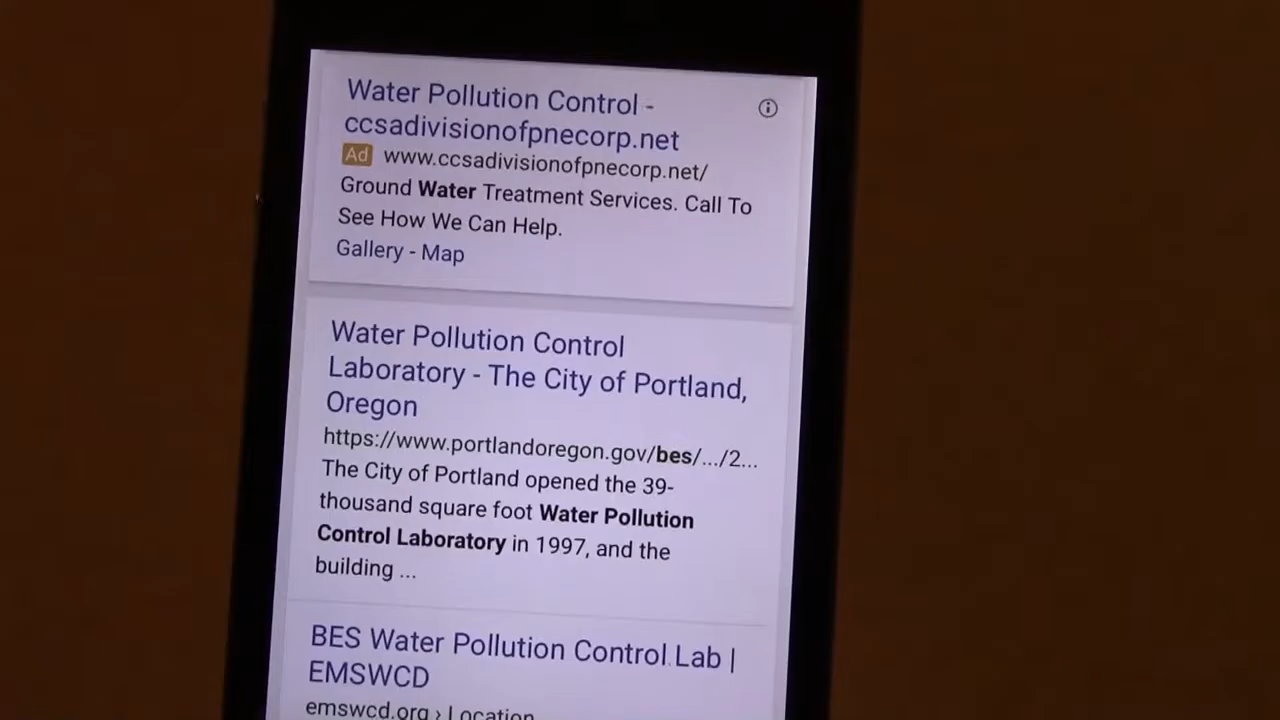 Water Pollution Control -
ccsadivisionofpnecorp.net
Ad www.ccsadivisionofpnecorp.net/
Ground Water Treatment Services. Call To
See How We Can Help.
Gallery - Map
Water Pollution Control
Laboratory - The City of Portland,
Oregon
https://www.portlandoregon.gov/bes/.../2...
The City of Portland opened the 39-
thousand square foot Water Pollution
Control Laboratory in 1997, and the
building ...
BES Water Pollution Control Lab |
EMSWCD
emswcd.org › Location